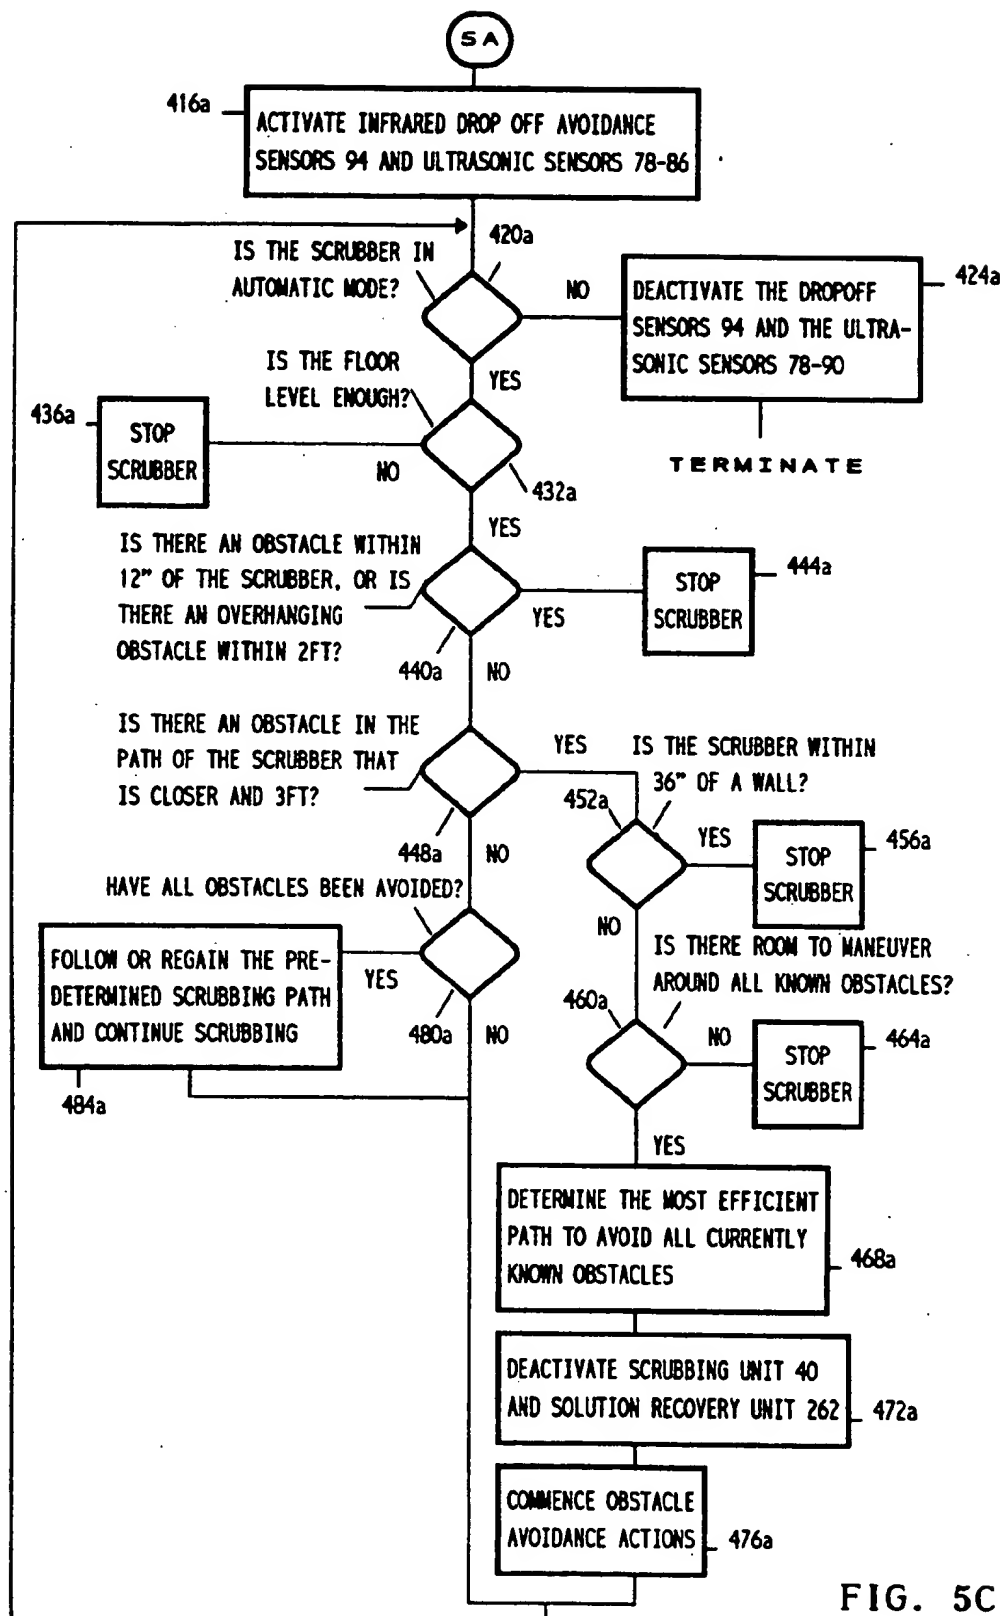 5A
416a
ACTIVATE INFRARED DROP OFF AVOIDANCE
SENSORS 94 AND ULTRASONIC SENSORS 78-86
420a
IS THE SCRUBBER IN
AUTOMATIC MODE?
NO
DEACTIVATE THE DROPOFF
SENSORS 94 AND THE ULTRA-
SONIC SENSORS 78-90
424a
TERMINATE
YES
IS THE FLOOR
LEVEL ENOUGH?
436a
STOP
SCRUBBER
NO
432a
YES
IS THERE AN OBSTACLE WITHIN
12" OF THE SCRUBBER, OR IS
THERE AN OVERHANGING
OBSTACLE WITHIN 2FT?
440a
YES
STOP
SCRUBBER
444a
NO
IS THERE AN OBSTACLE IN THE
PATH OF THE SCRUBBER THAT
IS CLOSER AND 3FT?
448a
YES
IS THE SCRUBBER WITHIN
36" OF A WALL?
452a
YES
STOP
SCRUBBER
456a
NO
NO
HAVE ALL OBSTACLES BEEN AVOIDED?
FOLLOW OR REGAIN THE PRE-
DETERMINED SCRUBBING PATH
AND CONTINUE SCRUBBING
YES
480a
NO
484a
IS THERE ROOM TO MANEUVER
AROUND ALL KNOWN OBSTACLES?
460a
NO
STOP
SCRUBBER
464a
YES
DETERMINE THE MOST EFFICIENT
PATH TO AVOID ALL CURRENTLY
KNOWN OBSTACLES
468a
DEACTIVATE SCRUBBING UNIT 40
AND SOLUTION RECOVERY UNIT 262
472a
COMMENCE OBSTACLE
AVOIDANCE ACTIONS
476a
FIG. 5C